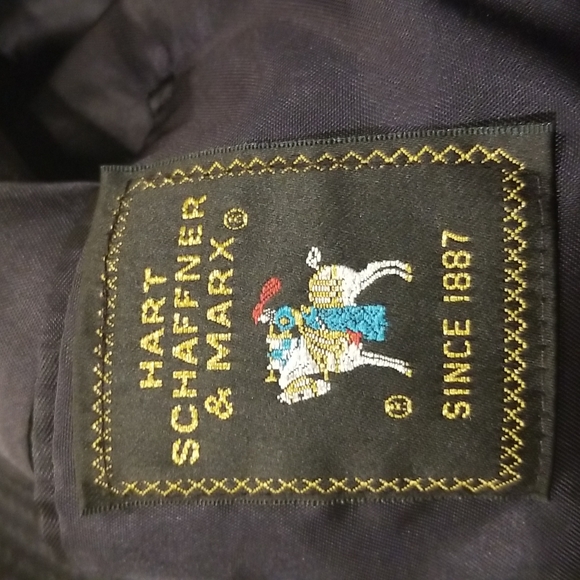 HART
SCHAFFNER
& MARX®
®
SINCE 1887